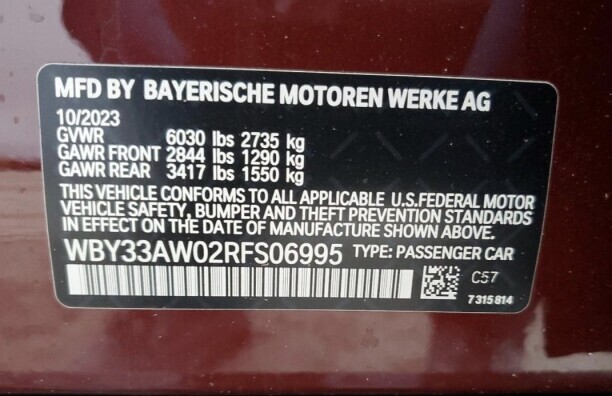 MFD BY BAYERISCHE MOTOREN WERKE AG
10/2023
GVWR 6030 lbs 2735 kg
GAWR FRONT 2844 lbs 1290 kg
GAWR REAR 3417 lbs 1550 kg
THIS VEHICLE CONFORMS TO ALL APPLICABLE U.S.FEDERAL MOTOR
VEHICLE SAFETY, BUMPER AND THEFT PREVENTION STANDARDS
IN EFFECT ON THE DATE OF MANUFACTURE SHOWN ABOVE.
WBY33AW02RFS06995 TYPE: PASSENGER CAR
C57
7315814